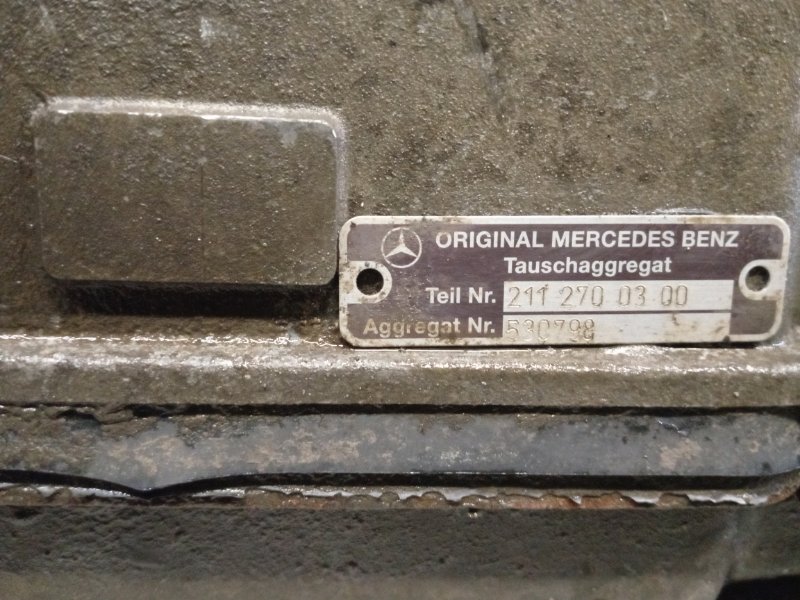 ORIGINAL MERCEDES BENZ
Tauschaggregat
Teil Nr. 211 270 03 00
Aggregat Nr. 530798